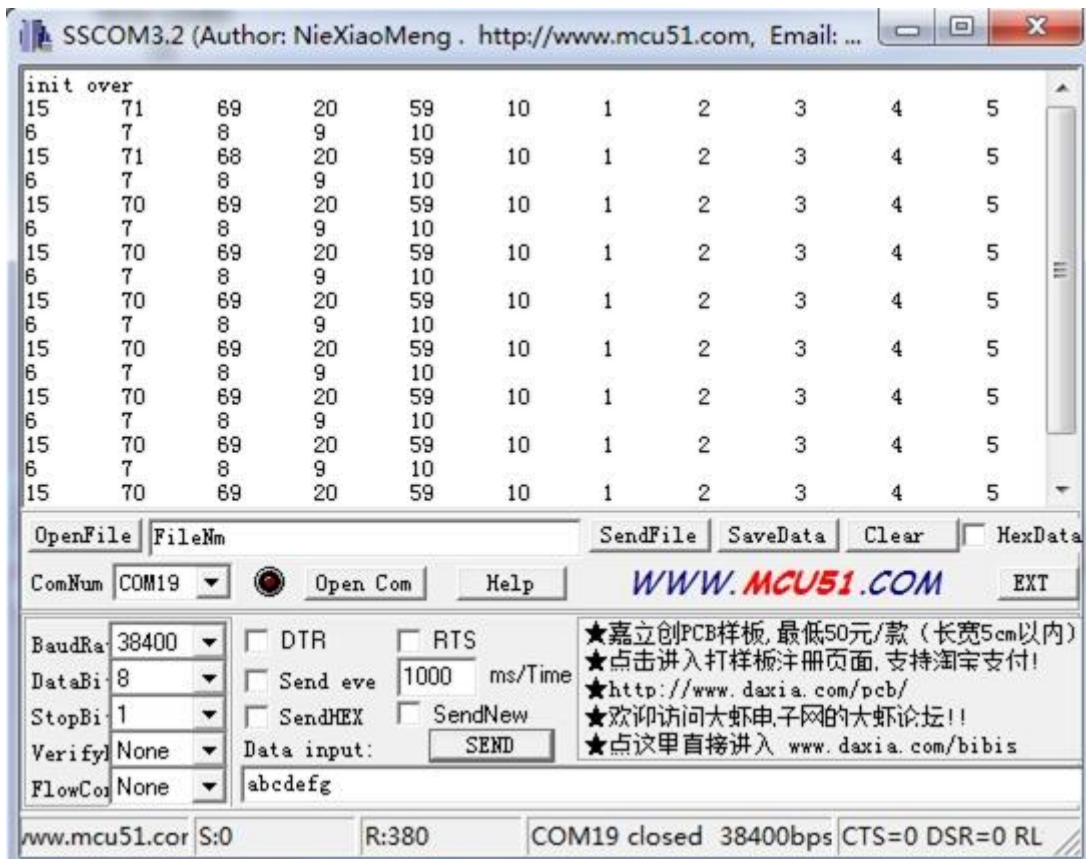 SSCOM3.2 (Author: NieXiaoMeng .  http://www.mcu51.com,  Email: ...
init over
15 71 69 20 59 10 1 2 3 4 5
6 7 8 9 10
15 71 68 20 59 10 1 2 3 4 5
6 7 8 9 10
15 70 69 20 59 10 1 2 3 4 5
6 7 8 9 10
15 70 69 20 59 10 1 2 3 4 5
6 7 8 9 10
15 70 69 20 59 10 1 2 3 4 5
6 7 8 9 10
15 70 69 20 59 10 1 2 3 4 5
6 7 8 9 10
15 70 69 20 59 10 1 2 3 4 5
6 7 8 9 10
15 70 69 20 59 10 1 2 3 4 5
6 7 8 9 10
15 70 69 20 59 10 1 2 3 4 5
OpenFile FileNm SendFile SaveData Clear HexData
ComNum COM19 Open Com Help WWW.MCU51.COM EXT
BaudRa 38400 DTR RTS
DataBi 8 Send eve 1000 ms/Time
StopBi 1 SendHEX SendNew
Verify None Data input: SEND
FlowCo None abcdefg
★嘉立创PCB样板,最低50元/款（长宽5cm以内）
★点击进入打样板注册页面,支持淘宝支付!
★http://www.daxia.com/pcb/
★欢迎访问大虾电子网的大虾论坛!!
★点这里直接进入 www.daxia.com/bibis
www.mcu51.cor S:0 R:380 COM19 closed 38400bps CTS=0 DSR=0 RL